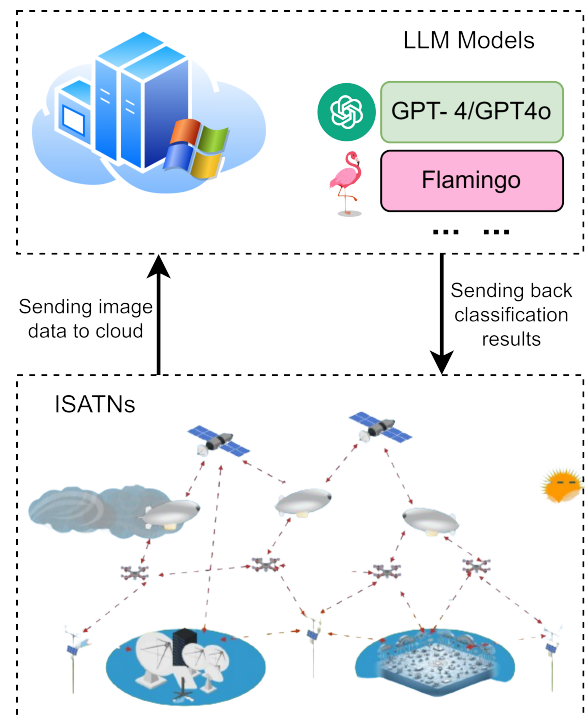 LLM Models
GPT- 4/GPT4o
Flamingo
... ...
Sending image
data to cloud
Sending back
classification
results
ISATNs